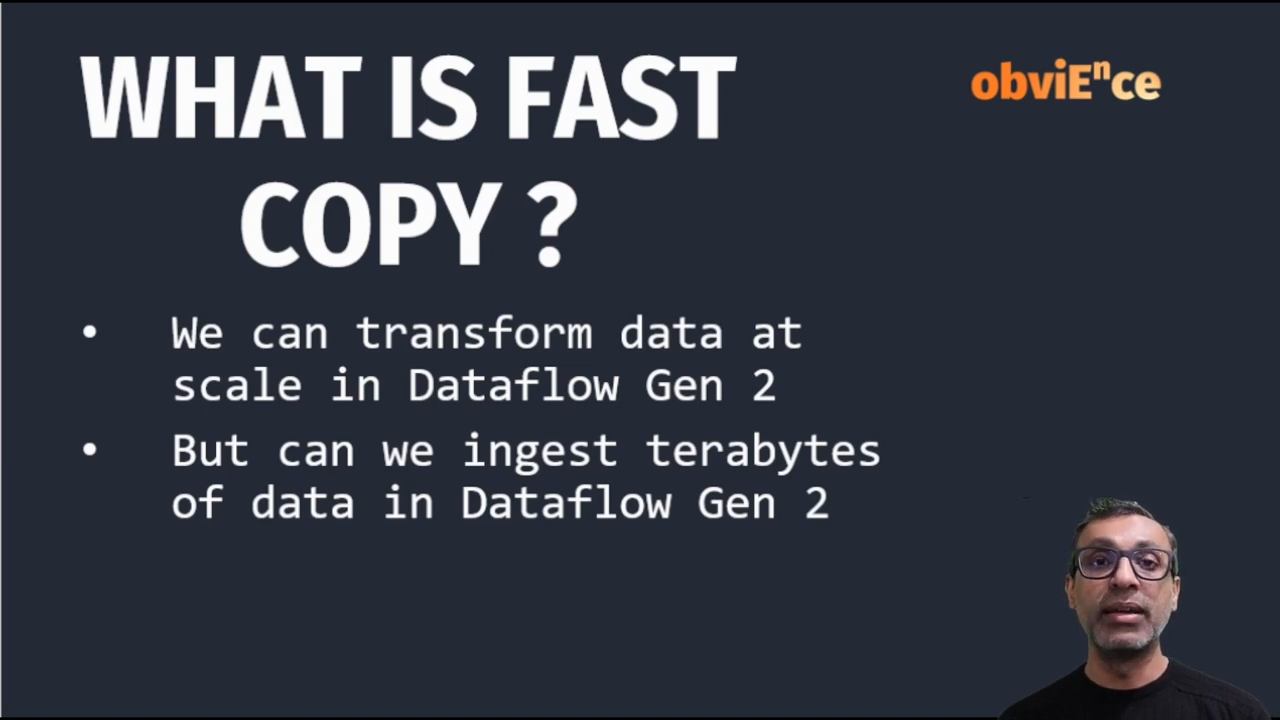 WHAT IS FAST
COPY ?
obviEnce
• We can transform data at
scale in Dataflow Gen 2
• But can we ingest terabytes
of data in Dataflow Gen 2